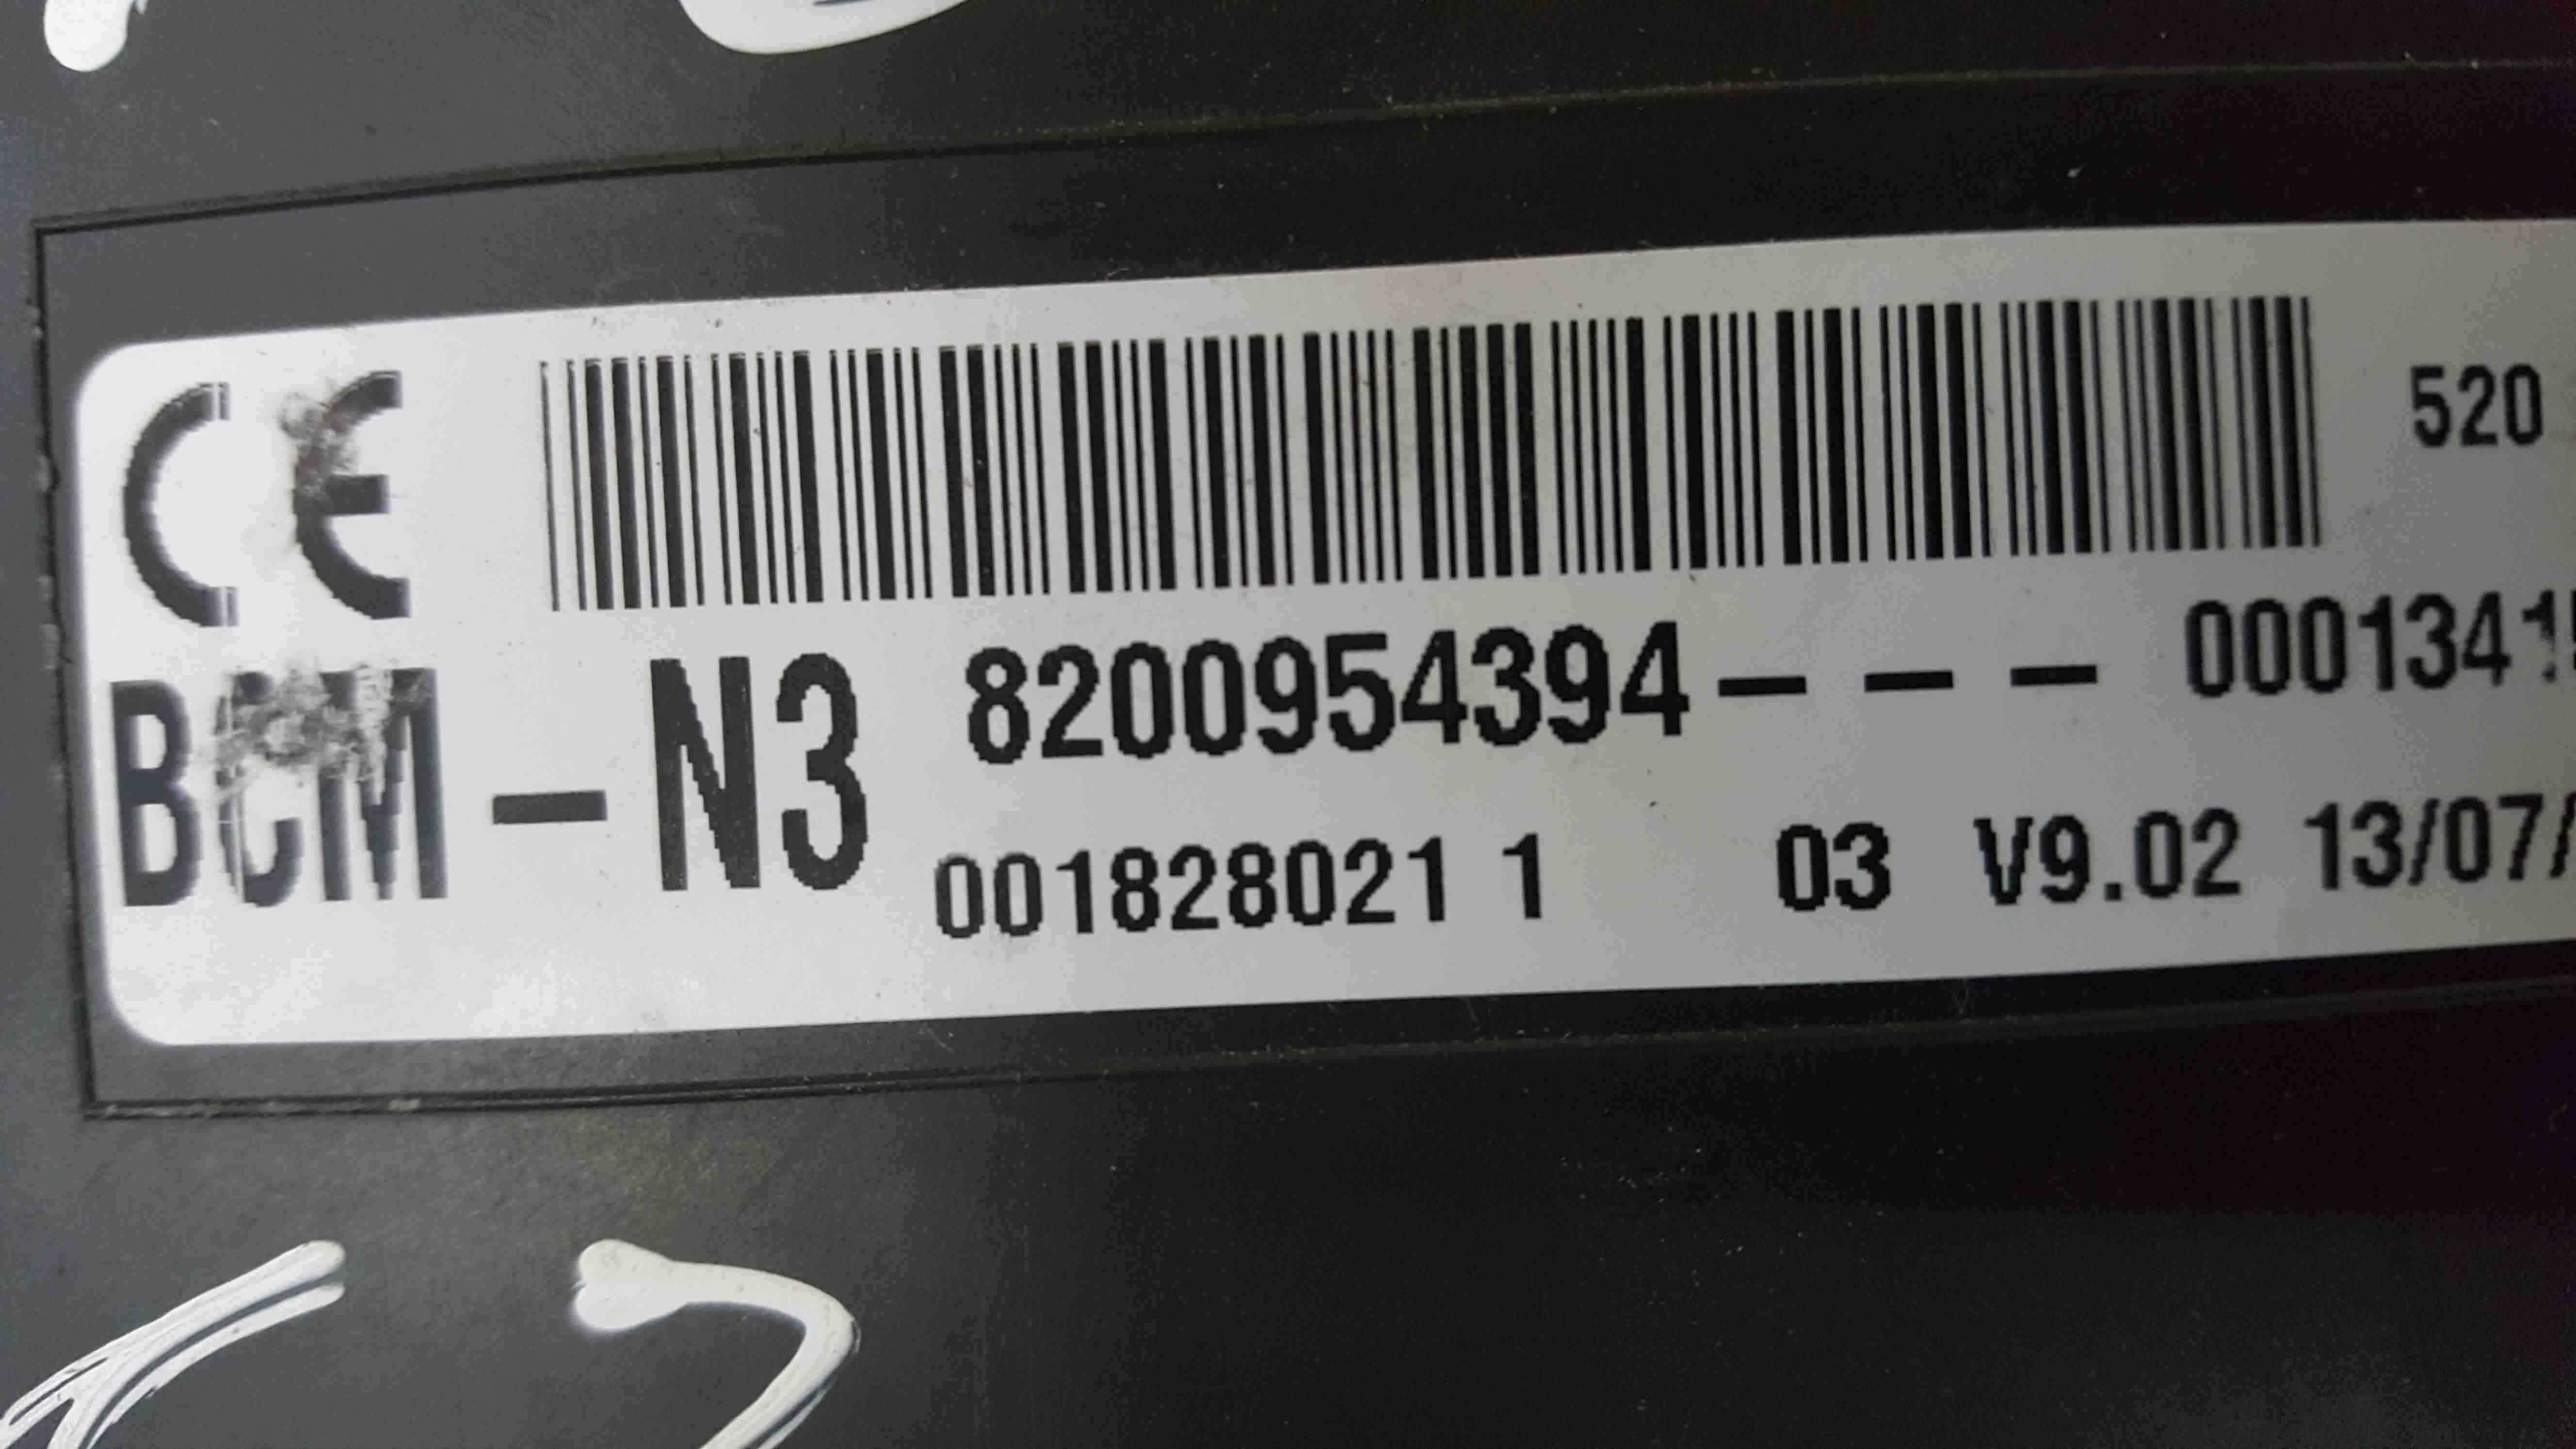 CE 520
BCM-N3 8200954394--- 0001341
001828021 1 03 V9.02 13/07/